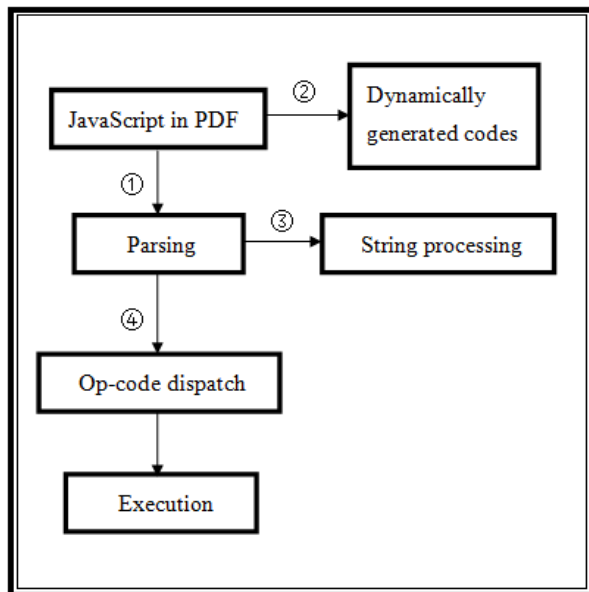 JavaScript in PDF
②
Dynamically
generated codes
①
Parsing
③
String processing
④
Op-code dispatch
Execution